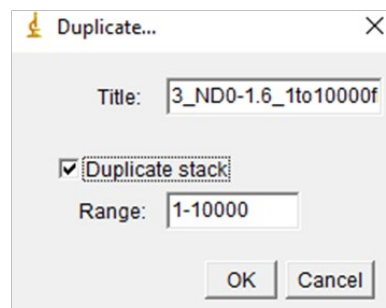 Duplicate...
Title: 3_ND0-1.6_1to10000f
Duplicate stack
Range: 1-10000
OK Cancel